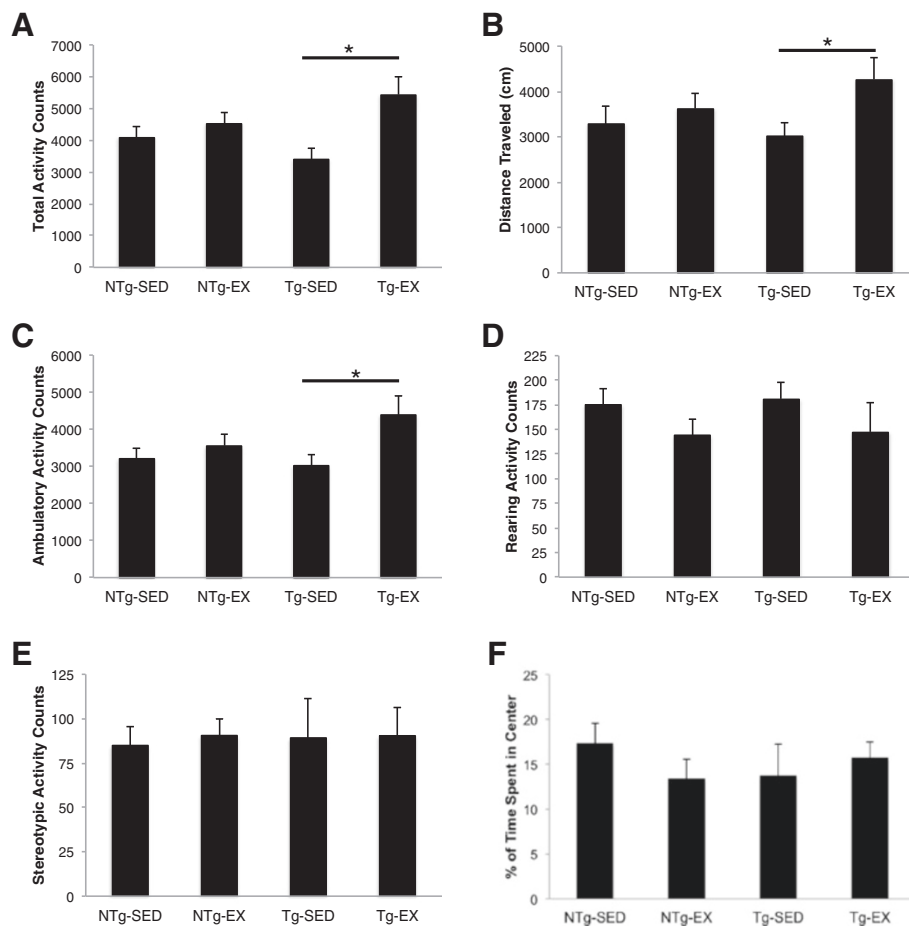 A
Total Activity Counts
7000
6000
5000
4000
3000
2000
1000
0
*
NTg-SED NTg-EX Tg-SED Tg-EX
B
Distance Traveled (cm)
5000
4000
3000
2000
1000
0
*
NTg-SED NTg-EX Tg-SED Tg-EX
C
Ambulatory Activity Counts
6000
5000
4000
3000
2000
1000
0
*
NTg-SED NTg-EX Tg-SED Tg-EX
D
Rearing Activity Counts
225
200
175
150
125
100
75
50
25
0
NTg-SED NTg-EX Tg-SED Tg-EX
E
Stereotypic Activity Counts
125
100
75
50
25
0
NTg-SED NTg-EX Tg-SED Tg-EX
F
% of Time Spent in Center
25
20
15
10
5
0
NTg-SED NTg-EX Tg-SED Tg-EX